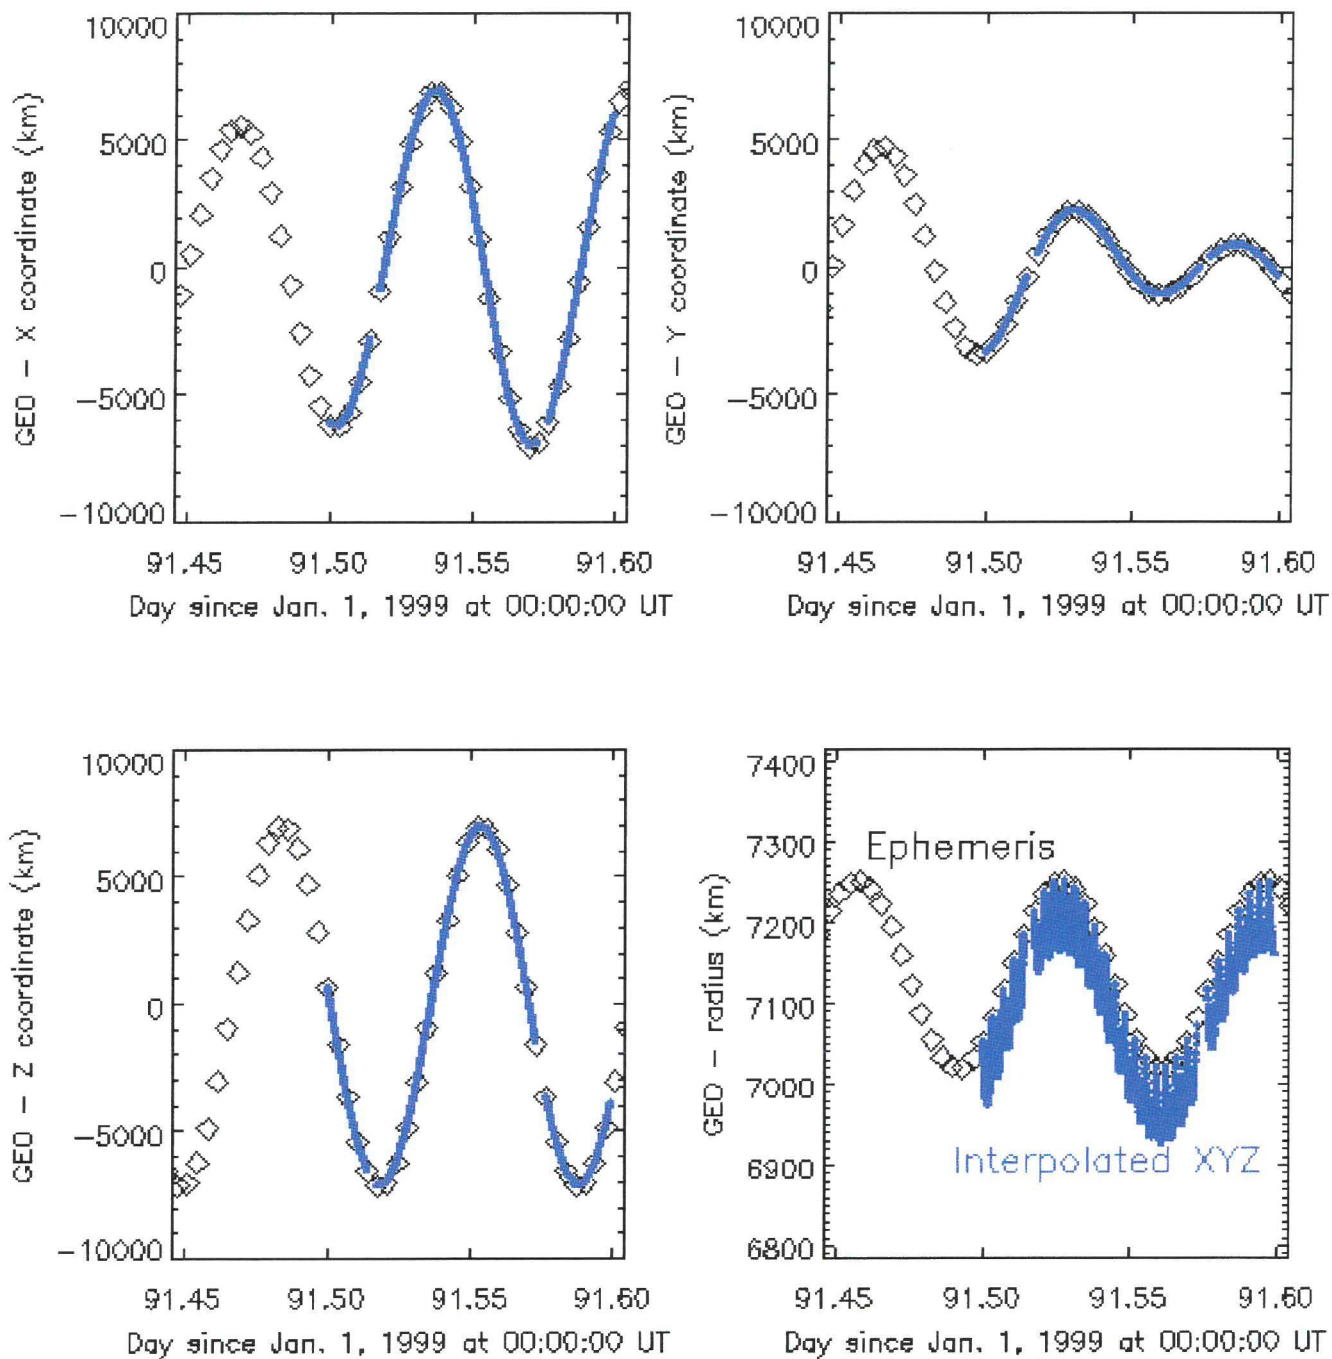 10000
5000
0
−5000
−10000
GEO − X coordinate (km)
91.45 91.50 91.55 91.60
Day since Jan. 1, 1999 at 00:00:00 UT
10000
5000
0
−5000
−10000
GEO − Y coordinate (km)
91.45 91.50 91.55 91.60
Day since Jan. 1, 1999 at 00:00:00 UT
10000
5000
0
−5000
−10000
GEO − Z coordinate (km)
91.45 91.50 91.55 91.60
Day since Jan. 1, 1999 at 00:00:00 UT
7400
7300
7200
7100
7000
6900
6800
GEO − radius (km)
Ephemeris
Interpolated XYZ
91.45 91.50 91.55 91.60
Day since Jan. 1, 1999 at 00:00:00 UT